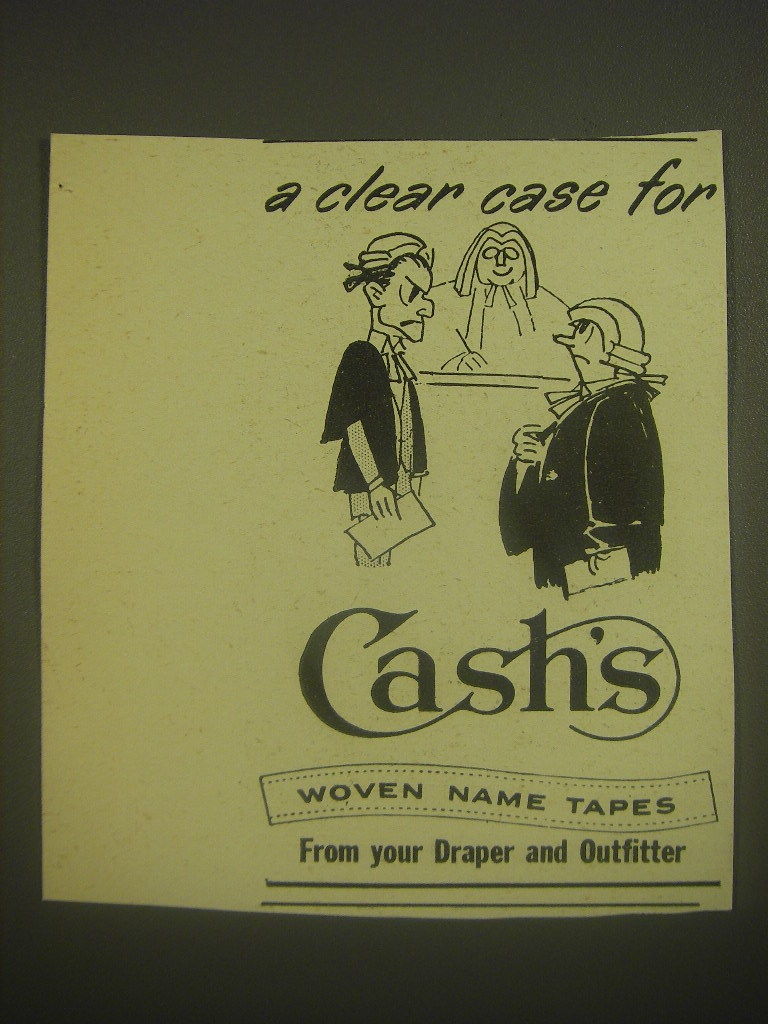 a clear case for
Cash's
WOVEN NAME TAPES
From your Draper and Outfitter